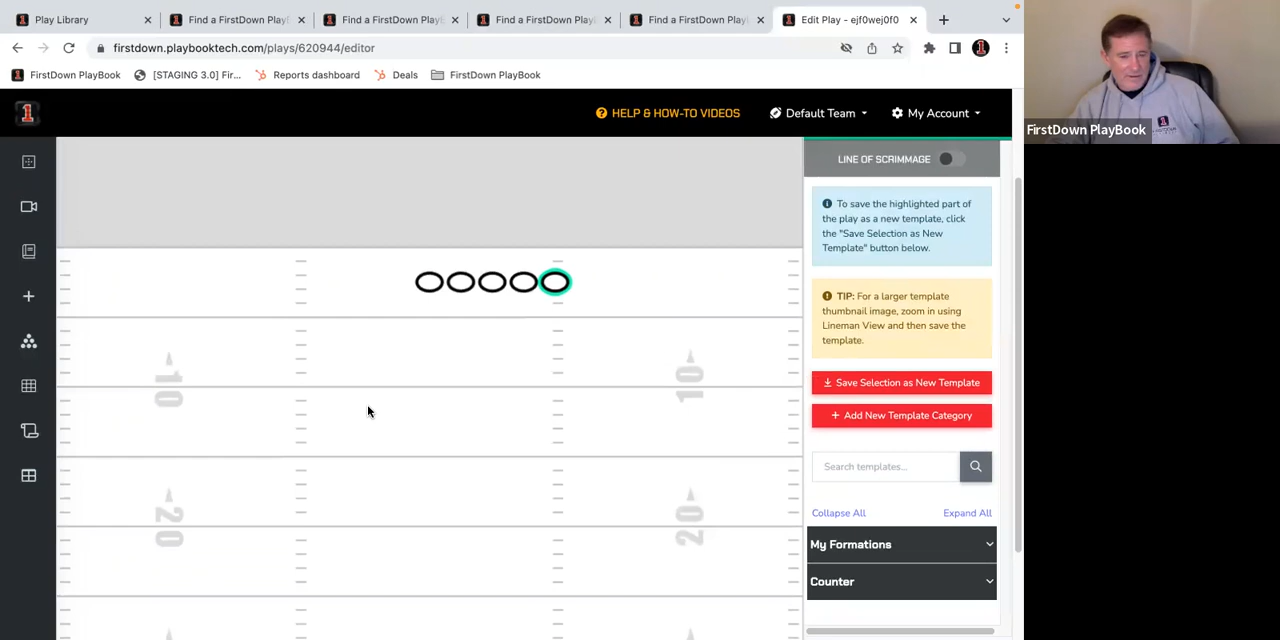 Play Library
Find a FirstDown PlayB
Find a FirstDown PlayB
Find a FirstDown PlayB
Find a FirstDown PlayB
Edit Play - ejf0wej0f0
firstdown.playbooktech.com/plays/620944/editor
FirstDown PlayBook
[STAGING 3.0] Fir...
Reports dashboard
Deals
FirstDown PlayBook
1
HELP & HOW-TO VIDEOS
Default Team
My Account
FirstDown PlayBook
LINE OF SCRIMMAGE
To save the highlighted part of
the play as a new template, click
the "Save Selection as New
Template" button below.
TIP: For a larger template
thumbnail image, zoom in using
Lineman View and then save the
template.
Save Selection as New Template
Add New Template Category
Search templates...
Collapse All
Expand All
My Formations
Counter
10
10
20
20